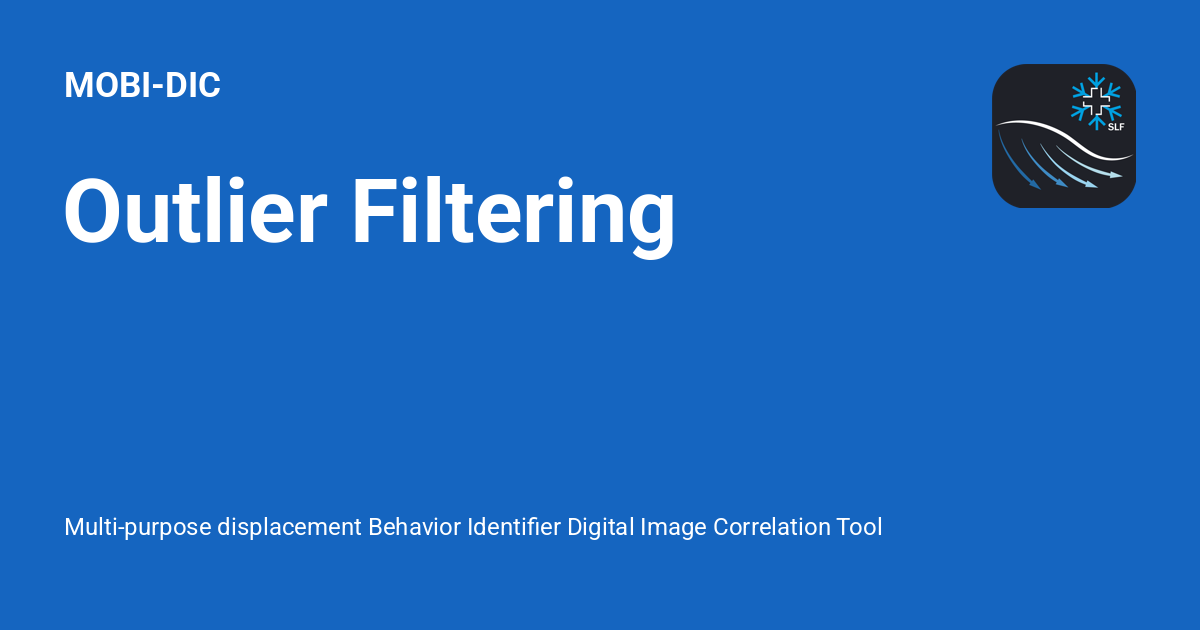 MOBI-DIC
SLF
Outlier Filtering
Multi-purpose displacement Behavior Identifier Digital Image Correlation Tool